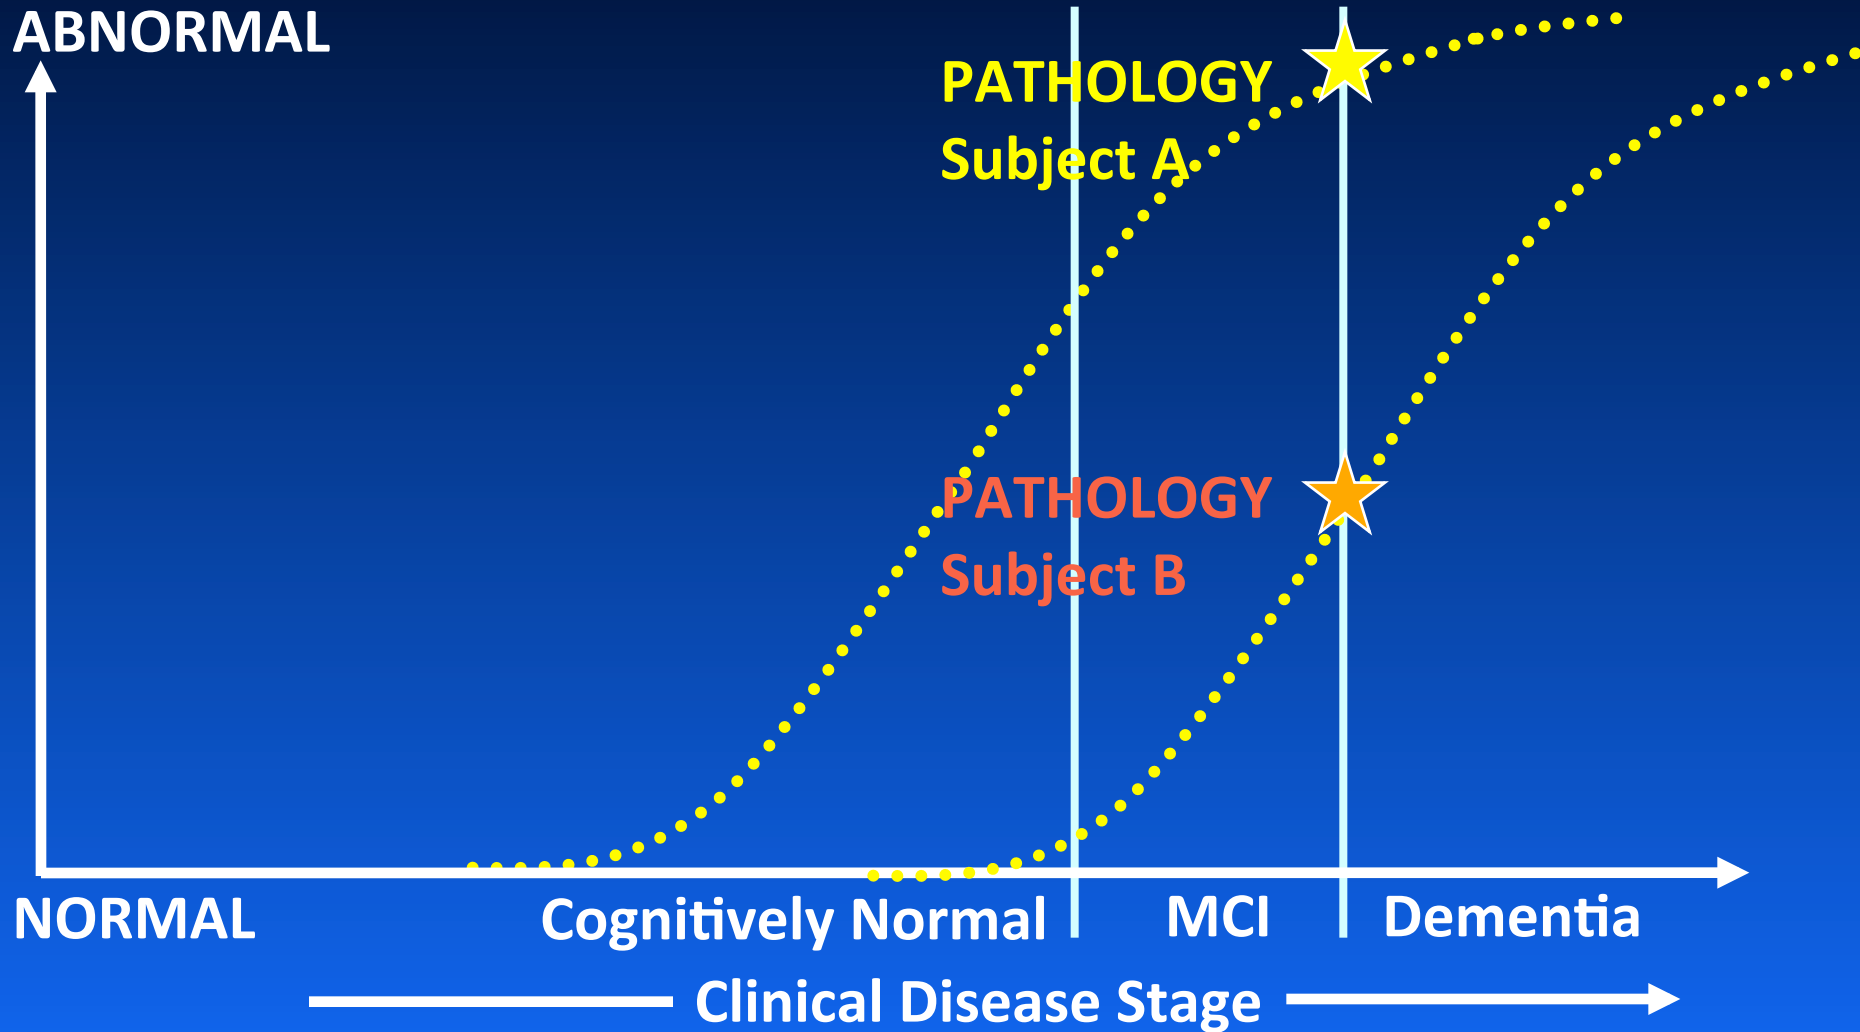 ABNORMAL
PATHOLOGY
Subject A
PATHOLOGY
Subject B
NORMAL
Cognitively Normal
MCI
Dementia
Clinical Disease Stage